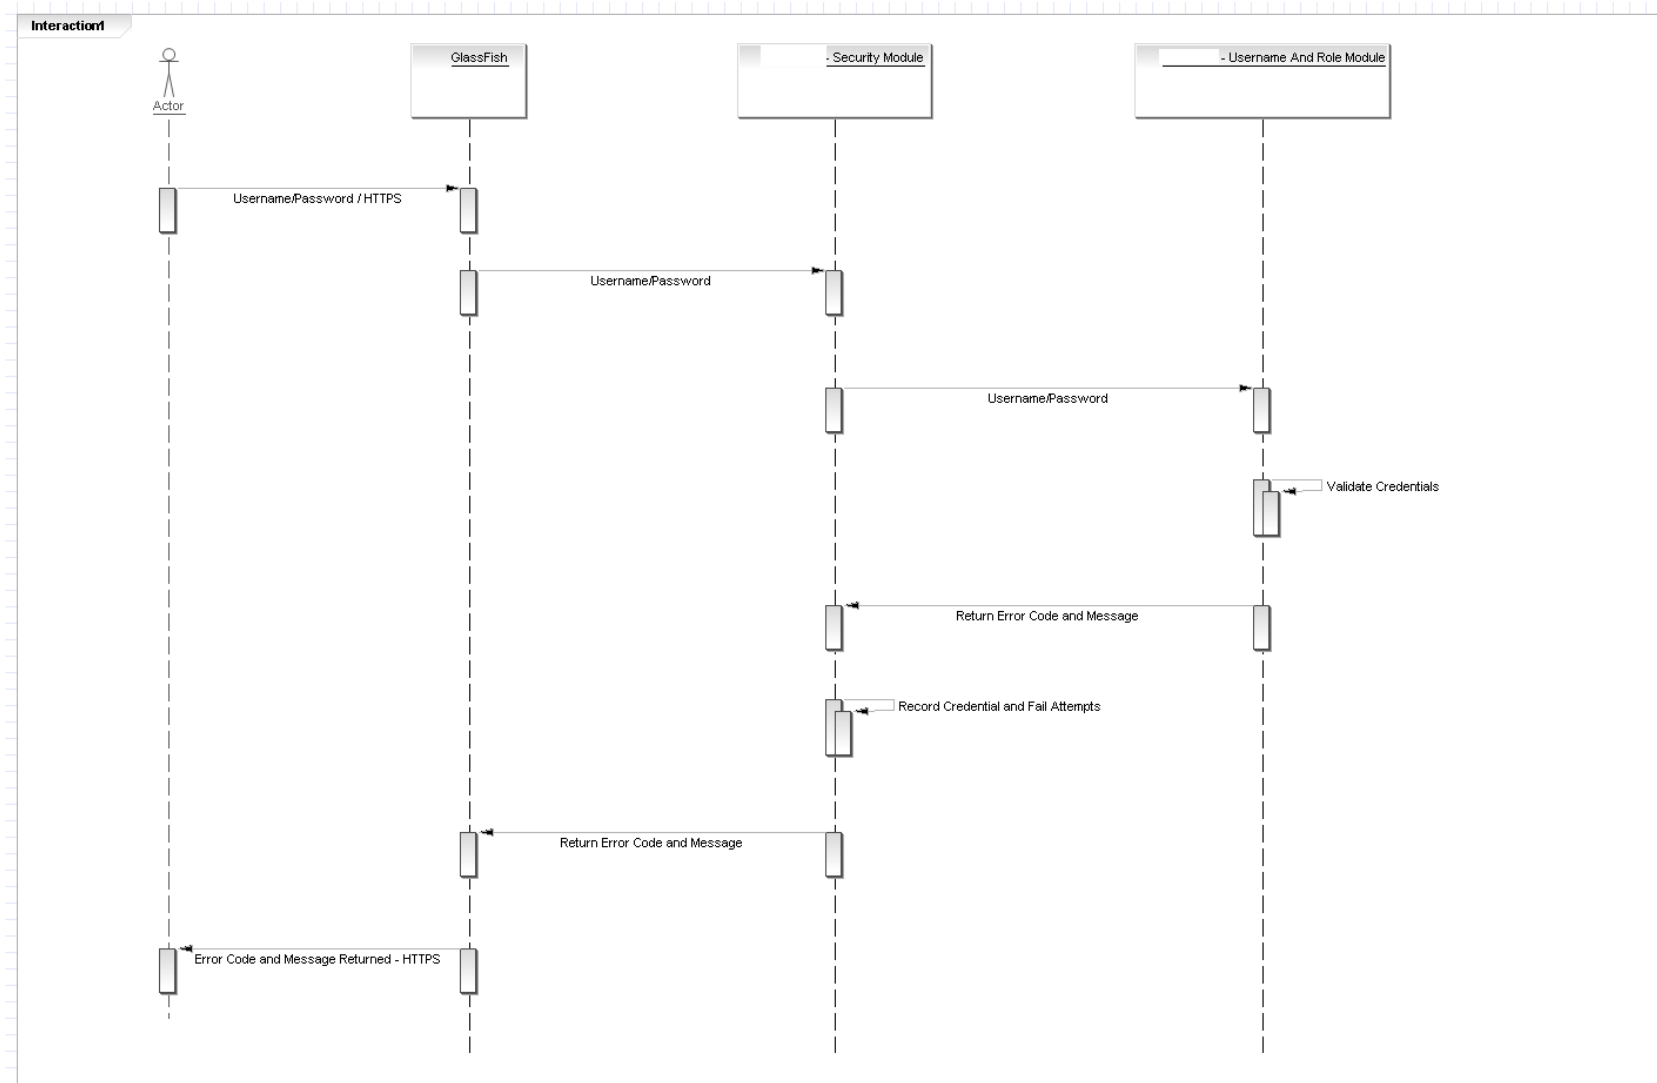 Interaction1
Actor
GlassFish
- Security Module
- Username And Role Module
Username/Password / HTTPS
Username/Password
Username/Password
Validate Credentials
Return Error Code and Message
Record Credential and Fail Attempts
Return Error Code and Message
Error Code and Message Returned - HTTPS